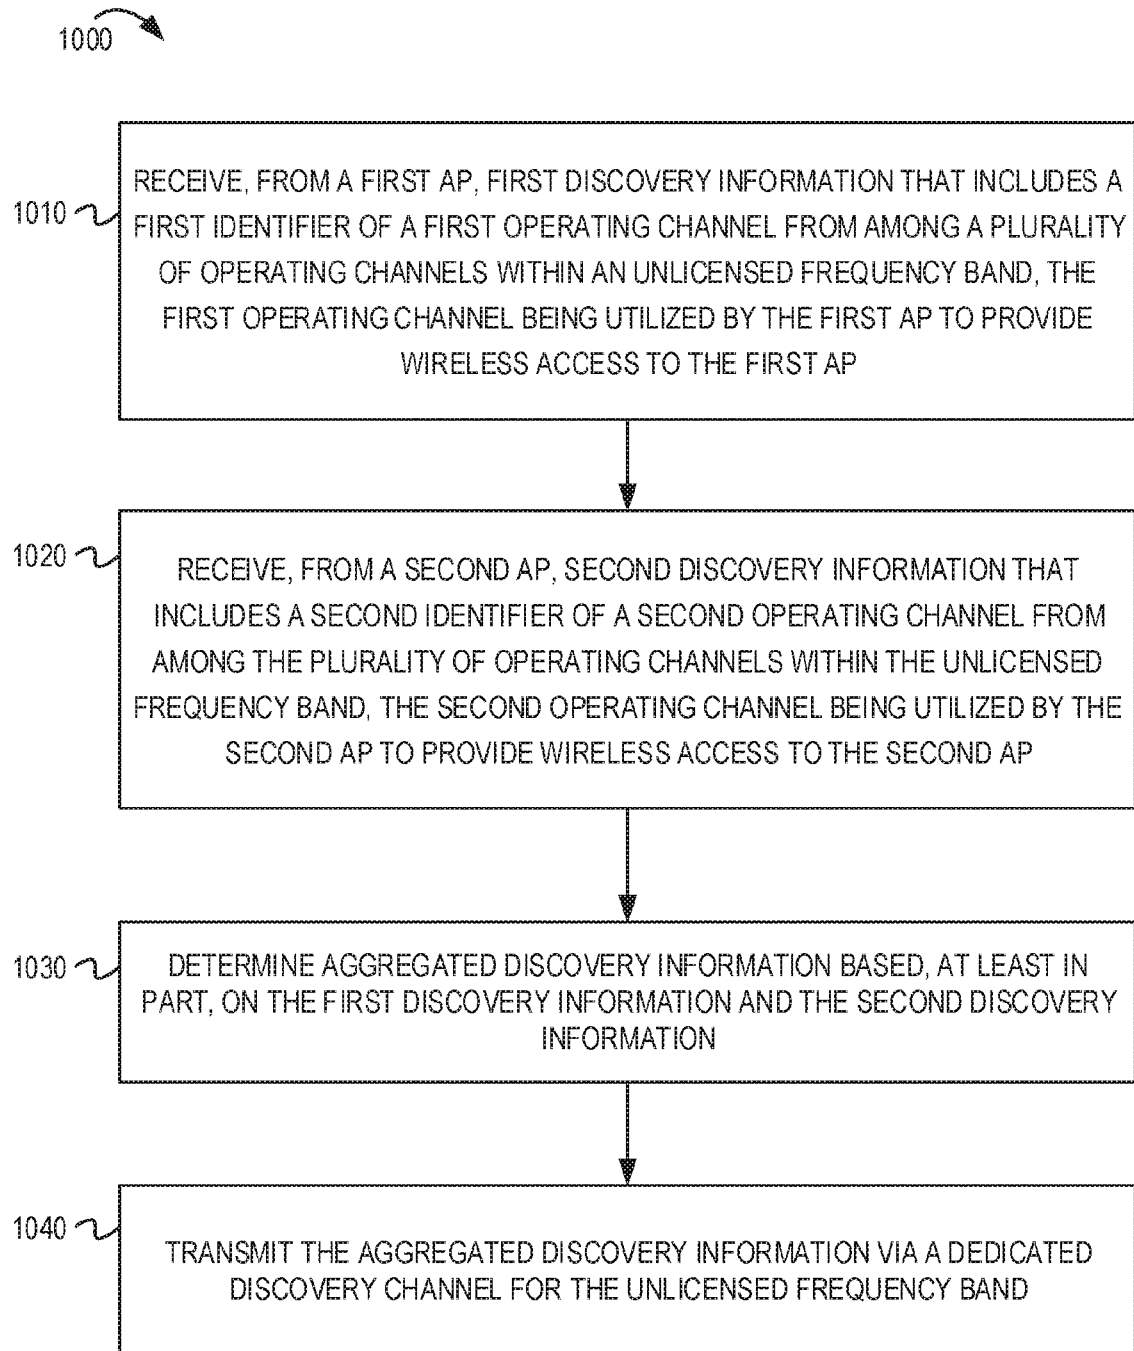 1000
1010
RECEIVE, FROM A FIRST AP, FIRST DISCOVERY INFORMATION THAT INCLUDES A
FIRST IDENTIFIER OF A FIRST OPERATING CHANNEL FROM AMONG A PLURALITY
OF OPERATING CHANNELS WITHIN AN UNLICENSED FREQUENCY BAND, THE
FIRST OPERATING CHANNEL BEING UTILIZED BY THE FIRST AP TO PROVIDE
WIRELESS ACCESS TO THE FIRST AP
1020
RECEIVE, FROM A SECOND AP, SECOND DISCOVERY INFORMATION THAT
INCLUDES A SECOND IDENTIFIER OF A SECOND OPERATING CHANNEL FROM
AMONG THE PLURALITY OF OPERATING CHANNELS WITHIN THE UNLICENSED
FREQUENCY BAND, THE SECOND OPERATING CHANNEL BEING UTILIZED BY THE
SECOND AP TO PROVIDE WIRELESS ACCESS TO THE SECOND AP
1030
DETERMINE AGGREGATED DISCOVERY INFORMATION BASED, AT LEAST IN
PART, ON THE FIRST DISCOVERY INFORMATION AND THE SECOND DISCOVERY
INFORMATION
1040
TRANSMIT THE AGGREGATED DISCOVERY INFORMATION VIA A DEDICATED
DISCOVERY CHANNEL FOR THE UNLICENSED FREQUENCY BAND